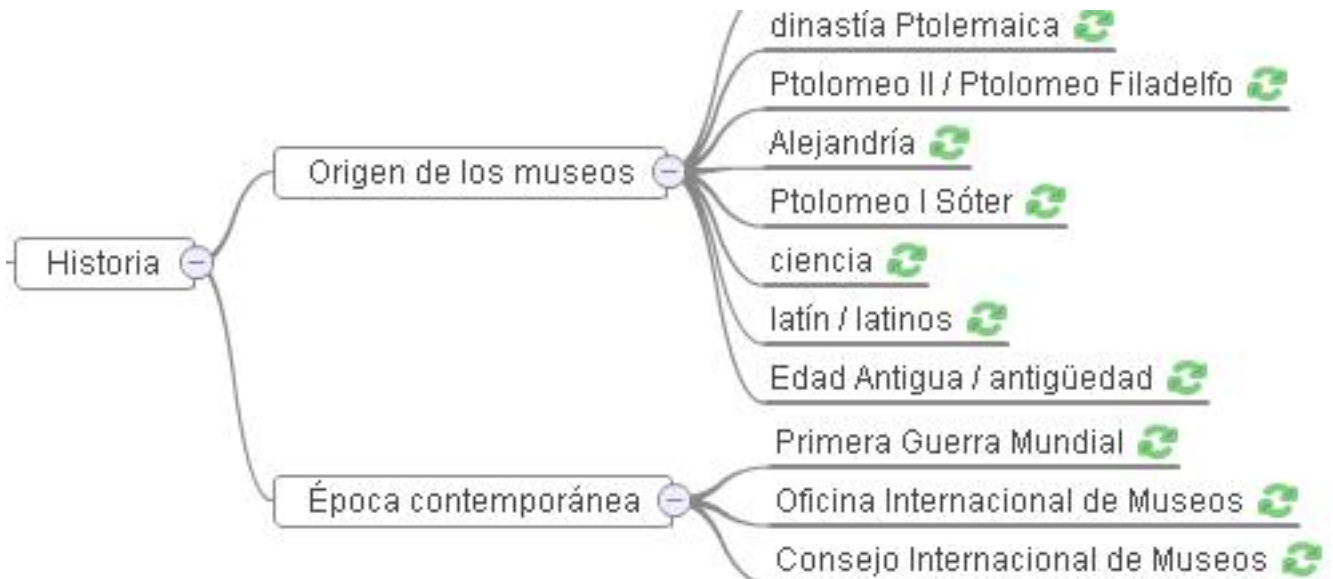 Historia
Origen de los museos
dinastía Ptolemaica
Ptolomeo II / Ptolomeo Filadelfo
Alejandría
Ptolomeo I Sóter
ciencia
latín / latinos
Edad Antigua / antigüedad
Época contemporánea
Primera Guerra Mundial
Oficina Internacional de Museos
Consejo Internacional de Museos